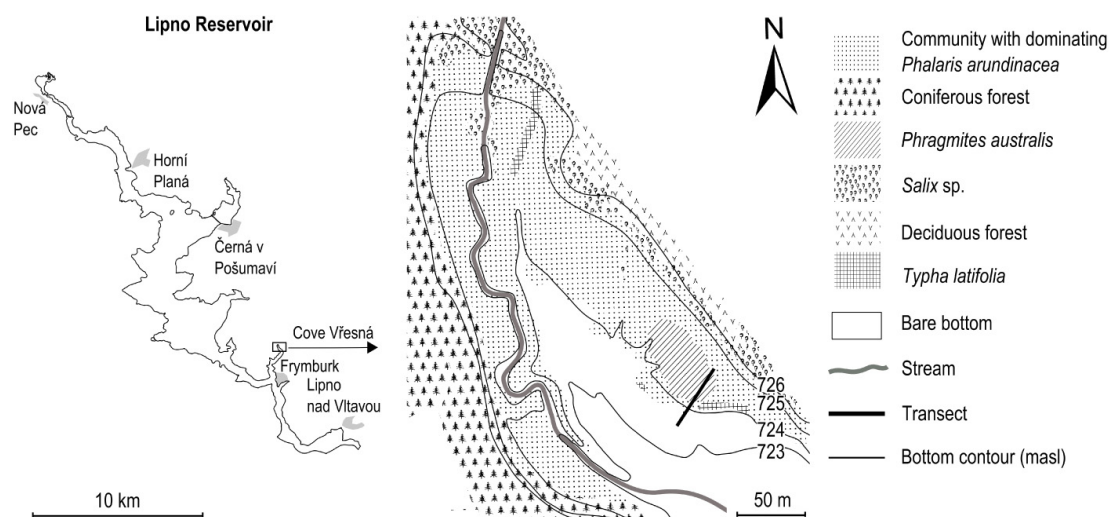 Lipno Reservoir
Nová
Pec
Horní
Planá
Černá v
Pošumaví
Cove Vřesná
Frymburk
Lipno
nad Vltavou
10 km
N
726
725
724
723
50 m
Community with dominating
Phalaris arundinacea
Coniferous forest
Phragmites australis
Salix sp.
Deciduous forest
Typha latifolia
Bare bottom
Stream
Transect
Bottom contour (masl)